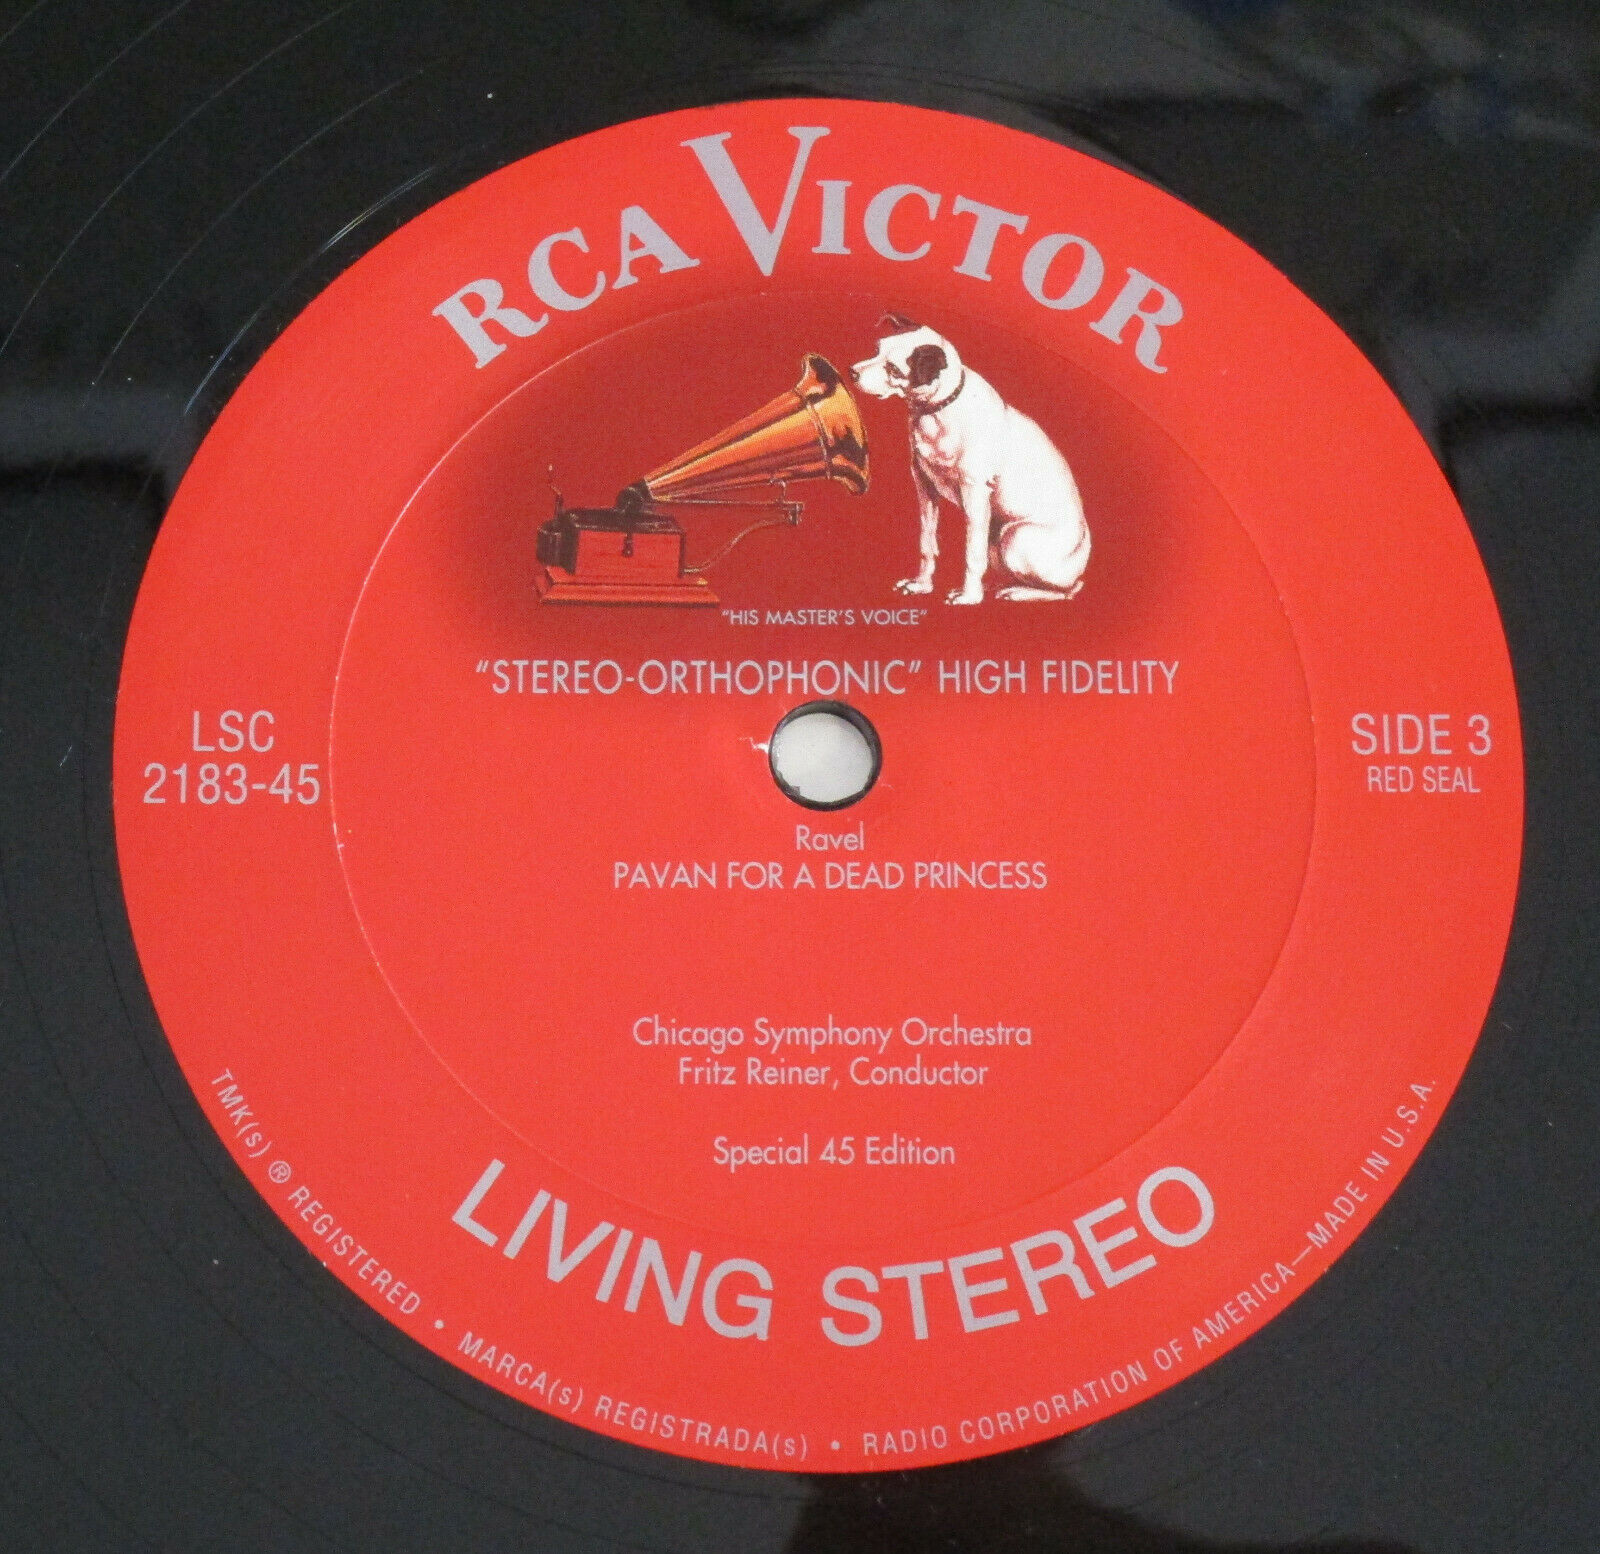 RCA VICTOR
"HIS MASTER'S VOICE"
"STEREO-ORTHOPHONIC" HIGH FIDELITY
LSC
2183-45
SIDE 3
RED SEAL
Ravel
PAVAN FOR A DEAD PRINCESS
Chicago Symphony Orchestra
Fritz Reiner, Conductor
Special 45 Edition
LIVING STEREO
TMK(s) ® REGISTERED • MARCA(s) REGISTRADA(s) • RADIO CORPORATION OF AMERICA—MADE IN U.S.A.